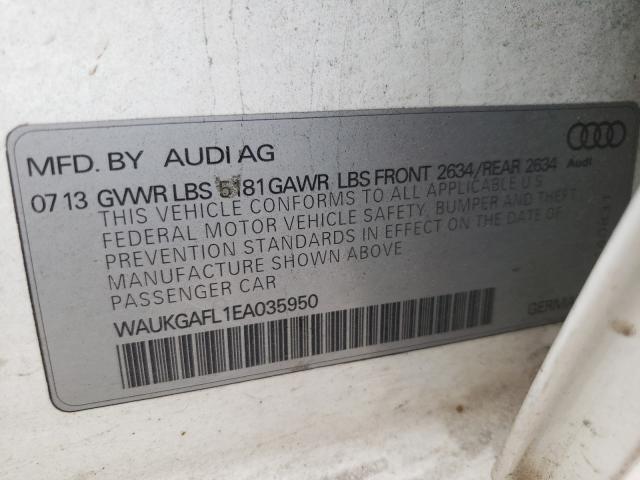 MFD. BY AUDI AG
Audi
07 13 GVWR LBS 5181 GAWR LBS FRONT 2634/REAR 2634
THIS VEHICLE CONFORMS TO ALL APPLICABLE U S
FEDERAL MOTOR VEHICLE SAFETY, BUMPER AND THEFT
PREVENTION STANDARDS IN EFFECT ON THE DATE OF
MANUFACTURE SHOWN ABOVE
PASSENGER CAR
WAUKGAFL1EA035950